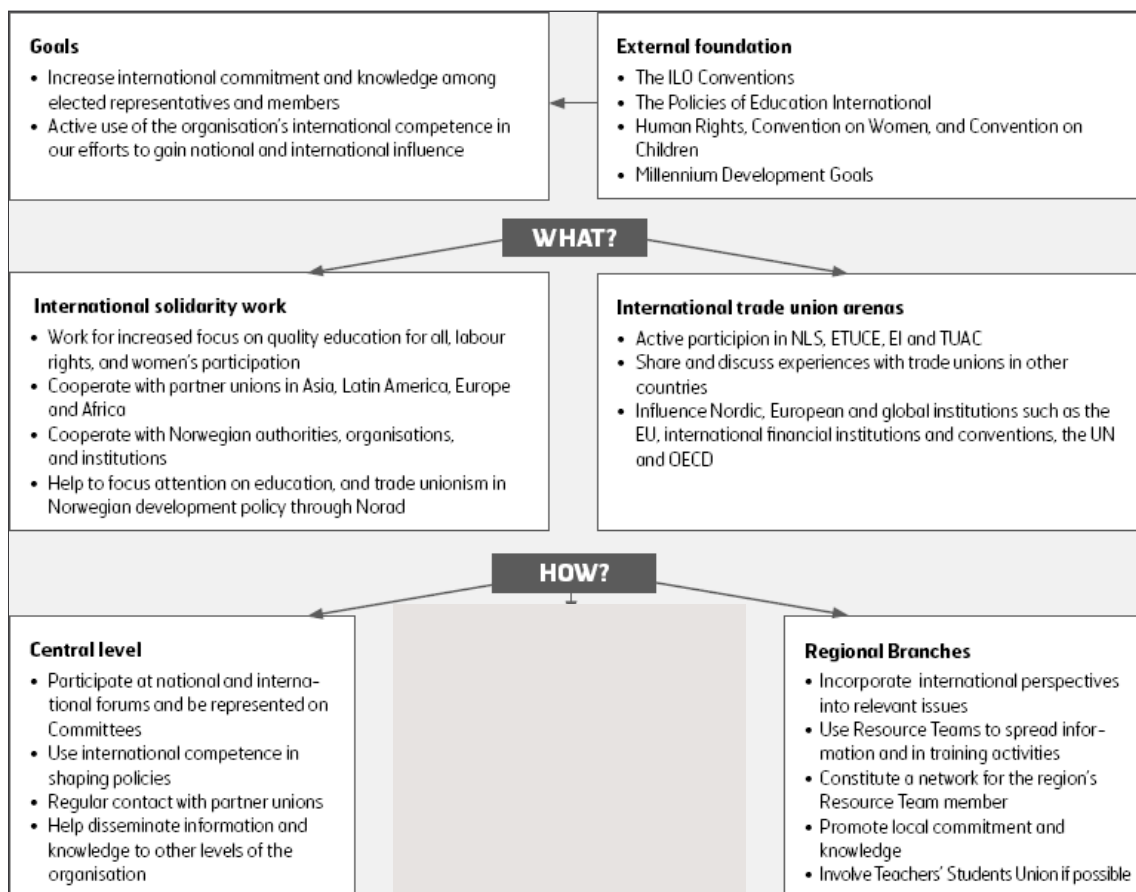 Goals
• Increase international commitment and knowledge among
elected representatives and members
• Active use of the organisation's international competence in
our efforts to gain national and international influence
External foundation
• The ILO Conventions
• The Policies of Education International
• Human Rights, Convention on Women, and Convention on
Children
• Millennium Development Goals
WHAT?
International solidarity work
• Work for increased focus on quality education for all, labour
rights, and women's participation
• Cooperate with partner unions in Asia, Latin America, Europe
and Africa
• Cooperate with Norwegian authorities, organisations,
and institutions
• Help to focus attention on education, and trade unionism in
Norwegian development policy through Norad
International trade union arenas
• Active participion in NLS, ETUCE, EI and TUAC
• Share and discuss experiences with trade unions in other
countries
• Influence Nordic, European and global institutions such as the
EU, international financial institutions and conventions, the UN
and OECD
HOW?
Central level
• Participate at national and interna-
tional forums and be represented on
Committees
• Use international competence in
shaping policies
• Regular contact with partner unions
• Help disseminate information and
knowledge to other levels of the
organisation
Regional Branches
• Incorporate international perspectives
into relevant issues
• Use Resource Teams to spread infor-
mation and in training activities
• Constitute a network for the region's
Resource Team member
• Promote local commitment and
knowledge
• Involve Teachers' Students Union if possible